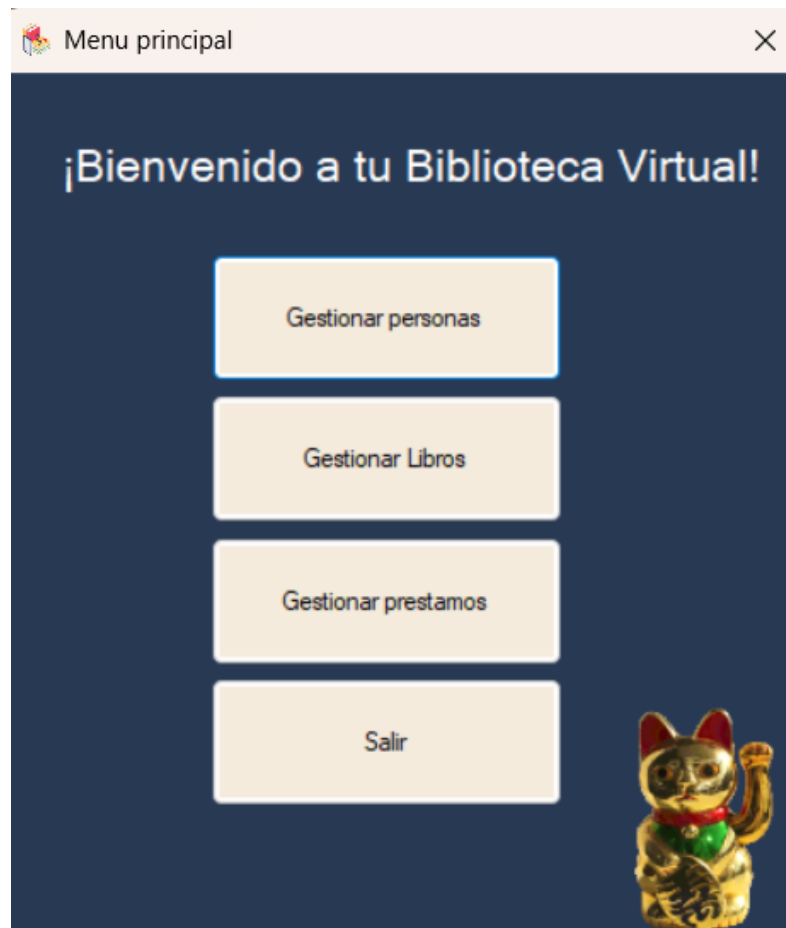 Menu principal
¡Bienvenido a tu Biblioteca Virtual!
Gestionar personas
Gestionar Libros
Gestionar prestamos
Salir